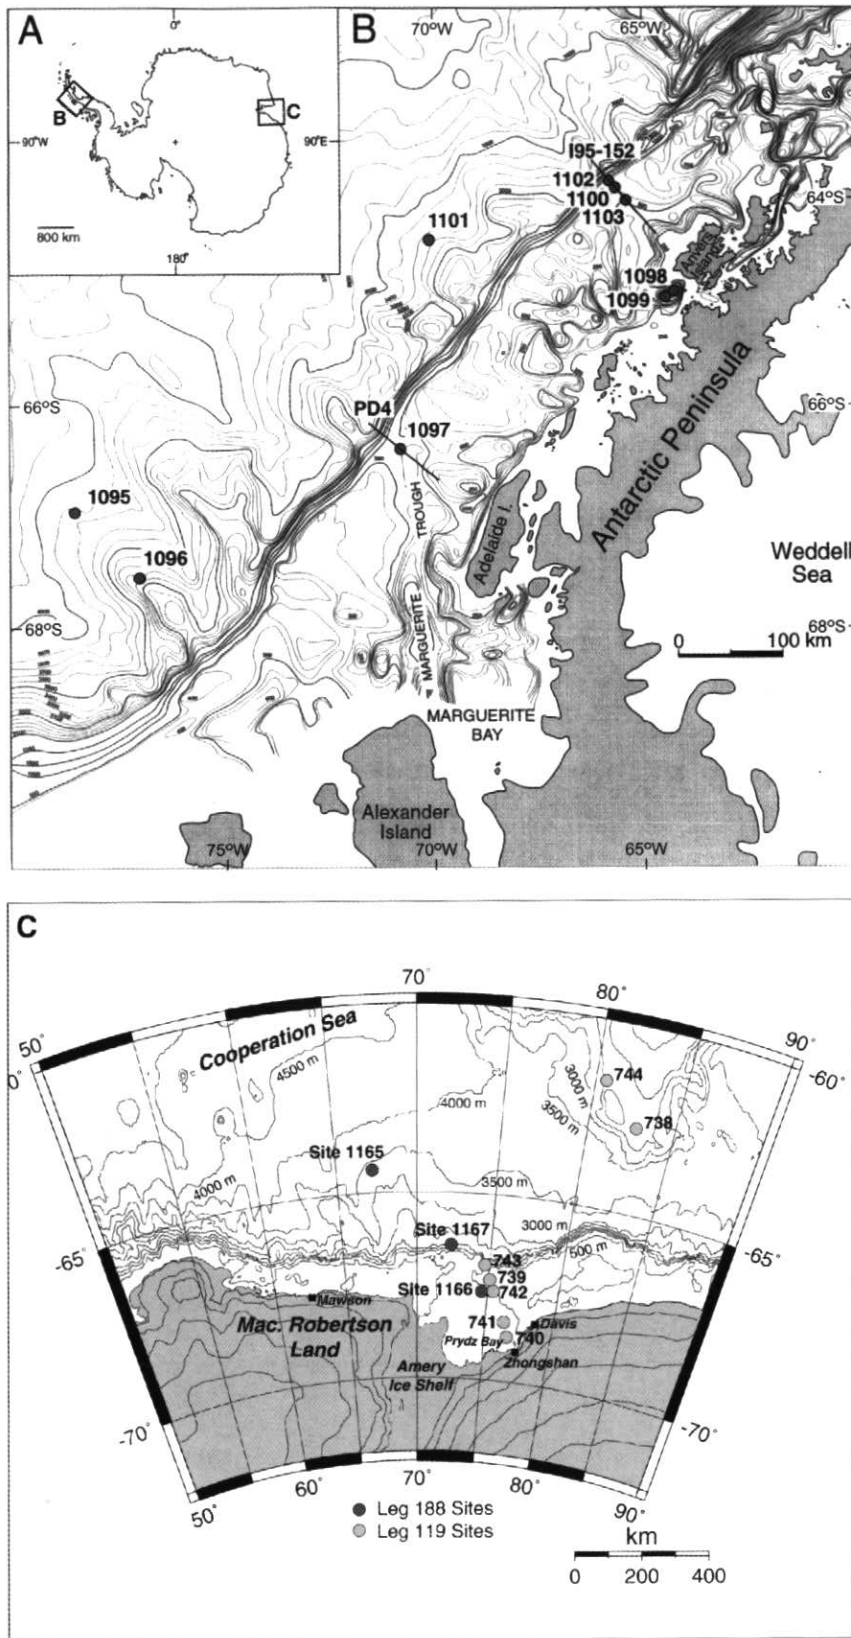 A
0°
B
C
90°W
90°E
800 km
180°
B
70°W
65°W
I95-152
1102
1100
1103
64°S
1101
Anvers
Island
1098
1099
66°S
66°S
PD4
1097
Antarctic Peninsula
1095
TROUGH
Adelaide I.
1096
Weddell
Sea
68°S
68°S
0
100 km
MARGUERITE
MARGUERITE
BAY
Alexander
Island
75°W
70°W
65°W
C
70°
80°
50°
90°
0°
-60°
Cooperation Sea
4500 m
4000 m
3000 m
3500 m
744
738
Site 1165
4000 m
3500 m
Site 1167
3000 m
500 m
-65°
-65°
743
739
Site 1166
742
Mawson
741
Davis
Mac. Robertson
Land
Prydz Bay
740
Zhongshan
Amery
Ice Shelf
-70°
-70°
50°
60°
70°
80°
90°
Leg 188 Sites
Leg 119 Sites
km
0 200 400